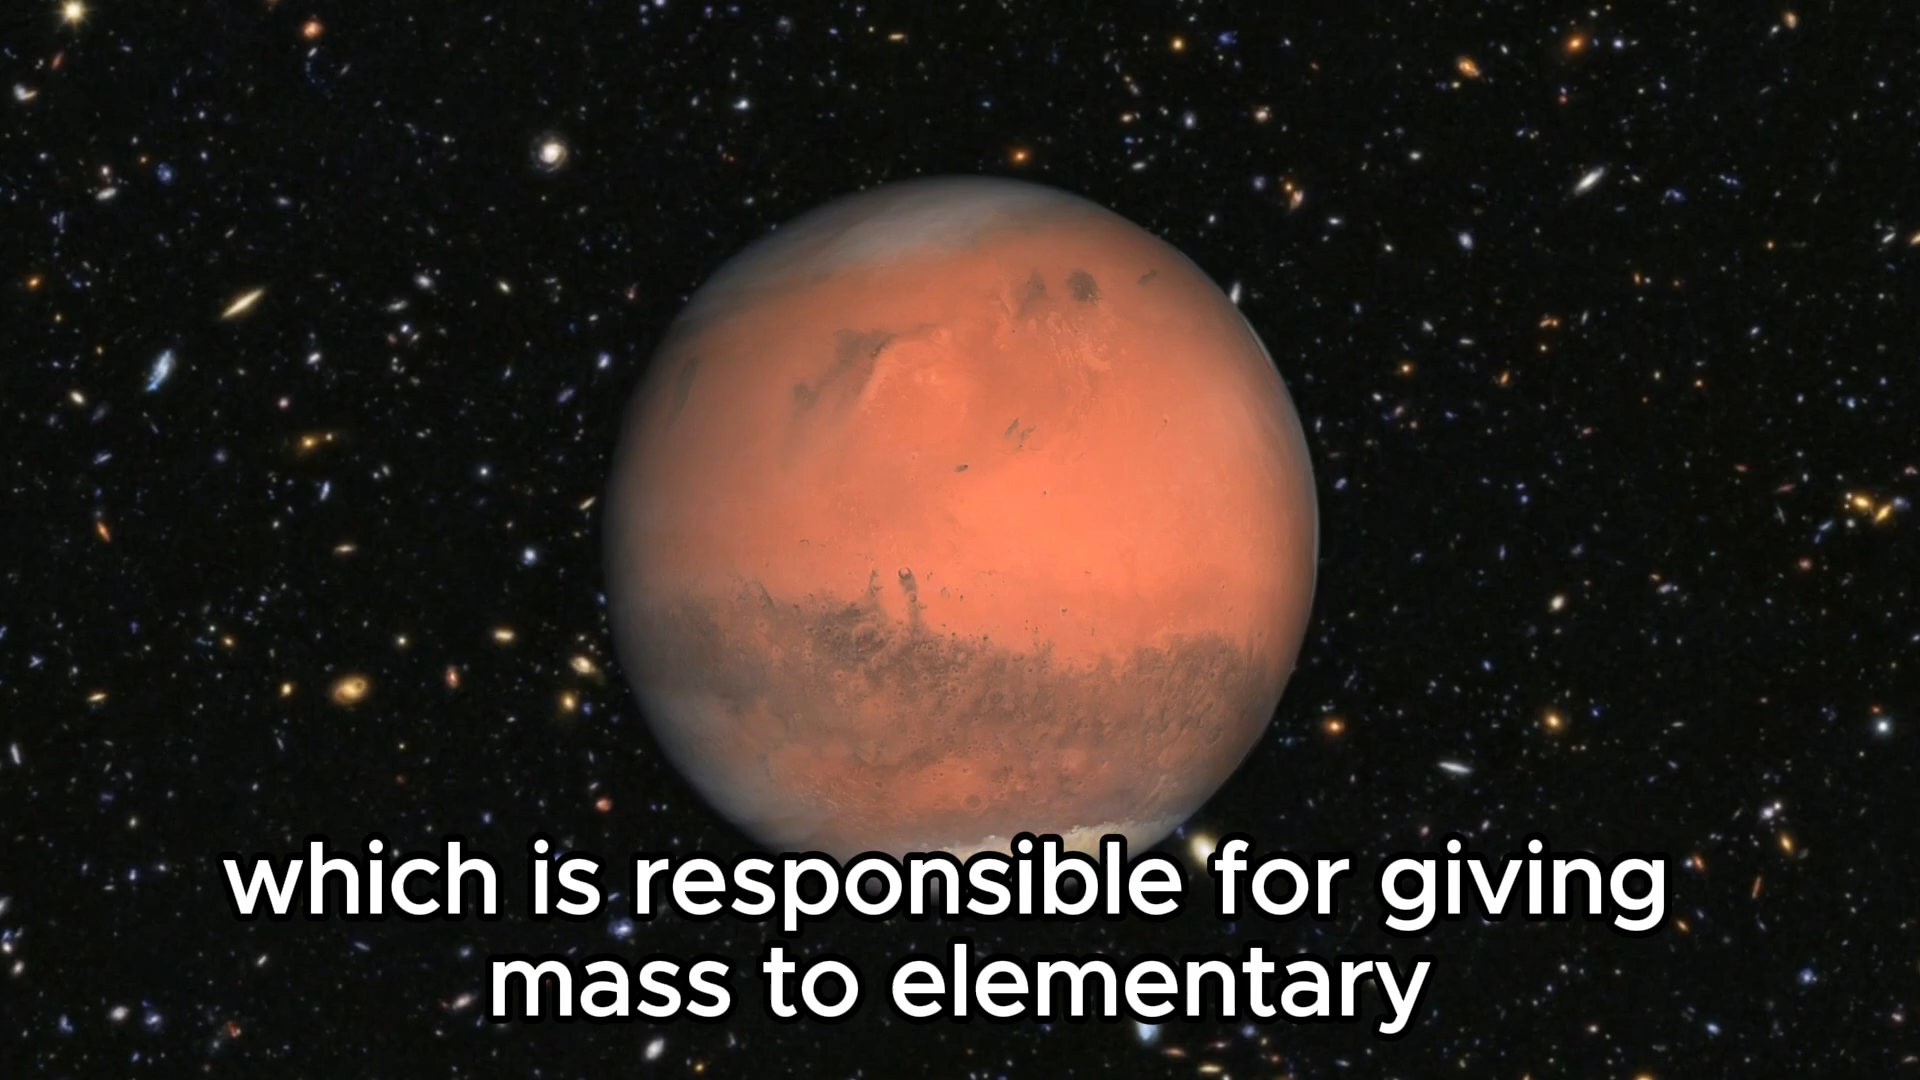 which is responsible for giving
mass to elementary